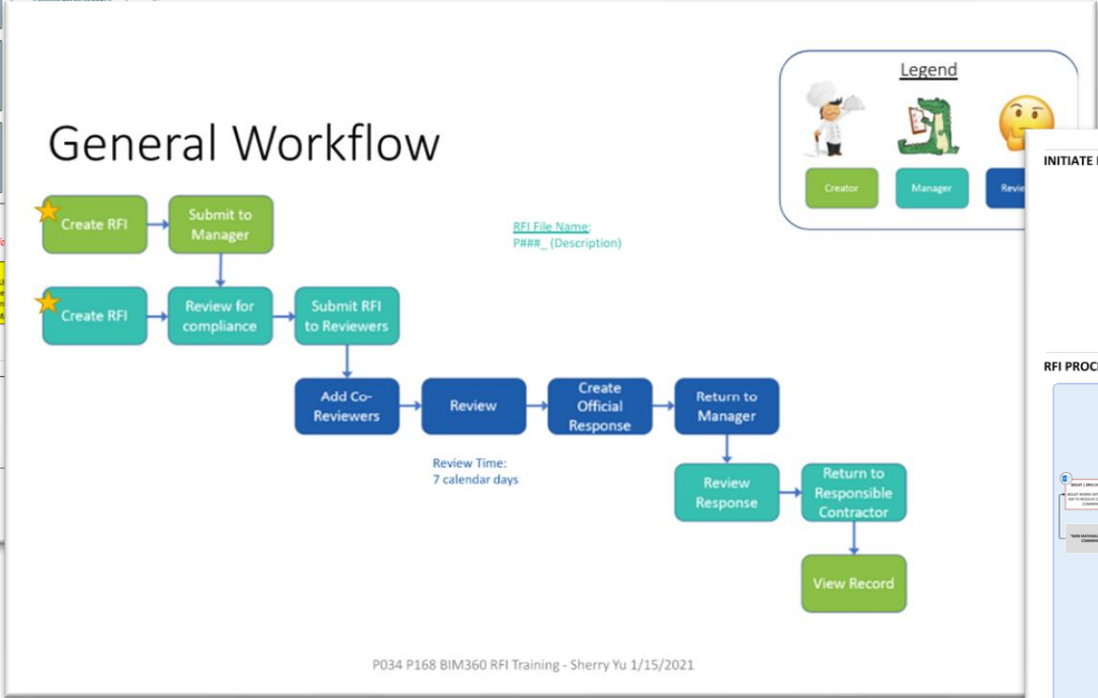 General Workflow
Legend
Creator
Manager
INITIATE
Create RFI
Submit to
Manager
RFI File Name:
P###_ (Description)
Create RFI
Review for
compliance
Submit RFI
to Reviewers
RFI PROC
Add Co-
Reviewers
Review
Create
Official
Response
Return to
Manager
Review Time:
7 calendar days
Review
Response
Return to
Responsible
Contractor
View Record
P034 P168 BIM360 RFI Training - Sherry Yu 1/15/2021